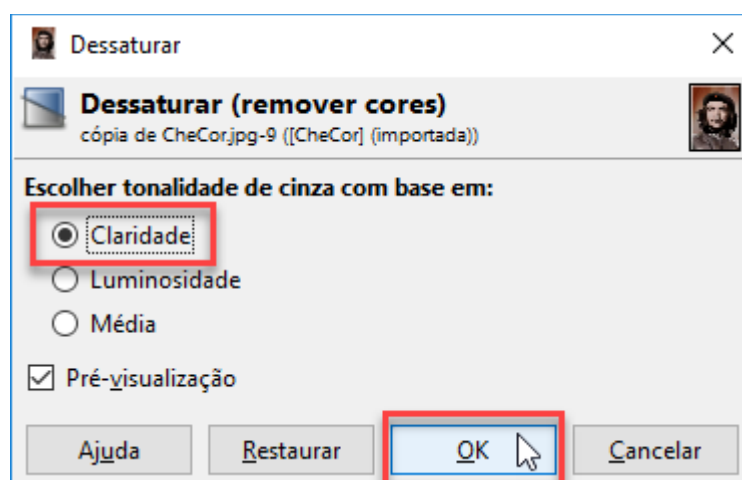 Dessaturar
Dessaturar (remover cores)
cópia de CheCor.jpg-9 ([CheCor] (importada))
Escolher tonalidade de cinza com base em:
Claridade
Luminosidade
Média
Pré-visualização
Ajuda Restaurar OK Cancelar